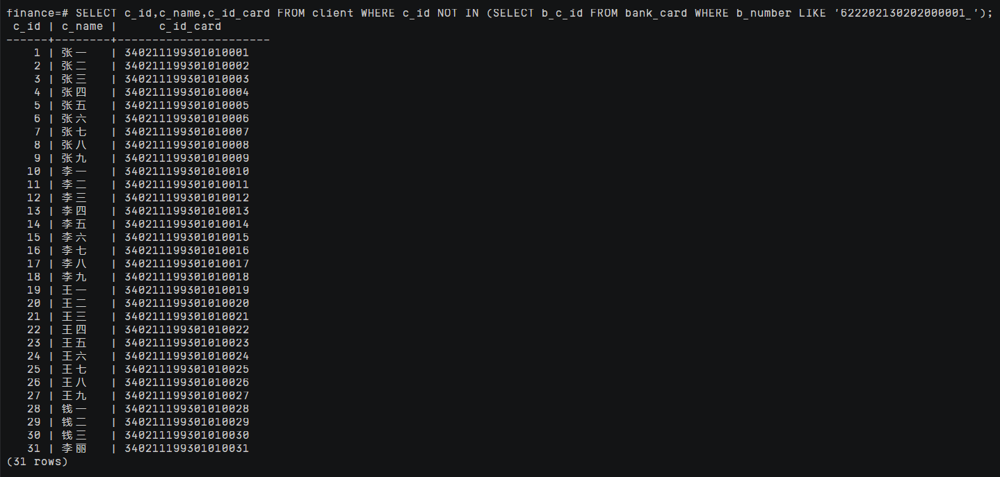 finance=# SELECT c_id,c_name,c_id_card FROM client WHERE c_id NOT IN (SELECT b_c_id FROM bank_card WHERE b_number LIKE '622202130202000001_');
 c_id | c_name |      c_id_card
------+--------+----------------------
    1 | 张一   | 340211199301010001
    2 | 张二   | 340211199301010002
    3 | 张三   | 340211199301010003
    4 | 张四   | 340211199301010004
    5 | 张五   | 340211199301010005
    6 | 张六   | 340211199301010006
    7 | 张七   | 340211199301010007
    8 | 张八   | 340211199301010008
    9 | 张九   | 340211199301010009
   10 | 李一   | 340211199301010010
   11 | 李二   | 340211199301010011
   12 | 李三   | 340211199301010012
   13 | 李四   | 340211199301010013
   14 | 李五   | 340211199301010014
   15 | 李六   | 340211199301010015
   16 | 李七   | 340211199301010016
   17 | 李八   | 340211199301010017
   18 | 李九   | 340211199301010018
   19 | 王一   | 340211199301010019
   20 | 王二   | 340211199301010020
   21 | 王三   | 340211199301010021
   22 | 王四   | 340211199301010022
   23 | 王五   | 340211199301010023
   24 | 王六   | 340211199301010024
   25 | 王七   | 340211199301010025
   26 | 王八   | 340211199301010026
   27 | 王九   | 340211199301010027
   28 | 钱一   | 340211199301010028
   29 | 钱二   | 340211199301010029
   30 | 钱三   | 340211199301010030
   31 | 李丽   | 340211199301010031
(31 rows)